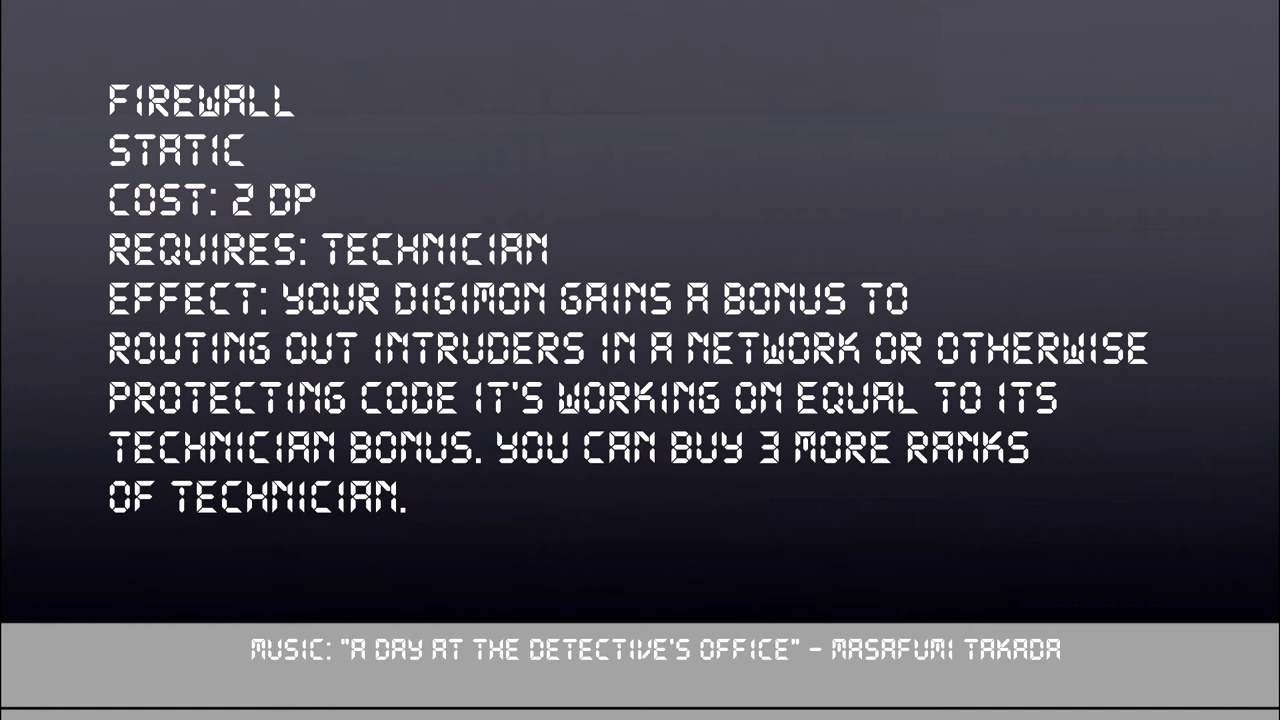 FIREWALL
STATIC
COST: 2 DP
REQUIRES: TECHNICIAN
EFFECT: YOUR DIGIMON GAINS A BONUS TO
ROUTING OUT INTRUDERS IN A NETWORK OR OTHERWISE
PROTECTING CODE IT'S WORKING ON EQUAL TO ITS
TECHNICIAN BONUS. YOU CAN BUY 3 MORE RANKS
OF TECHNICIAN.
MUSIC: "A DAY AT THE DETECTIVE'S OFFICE" - MASAFUMI TAKADA